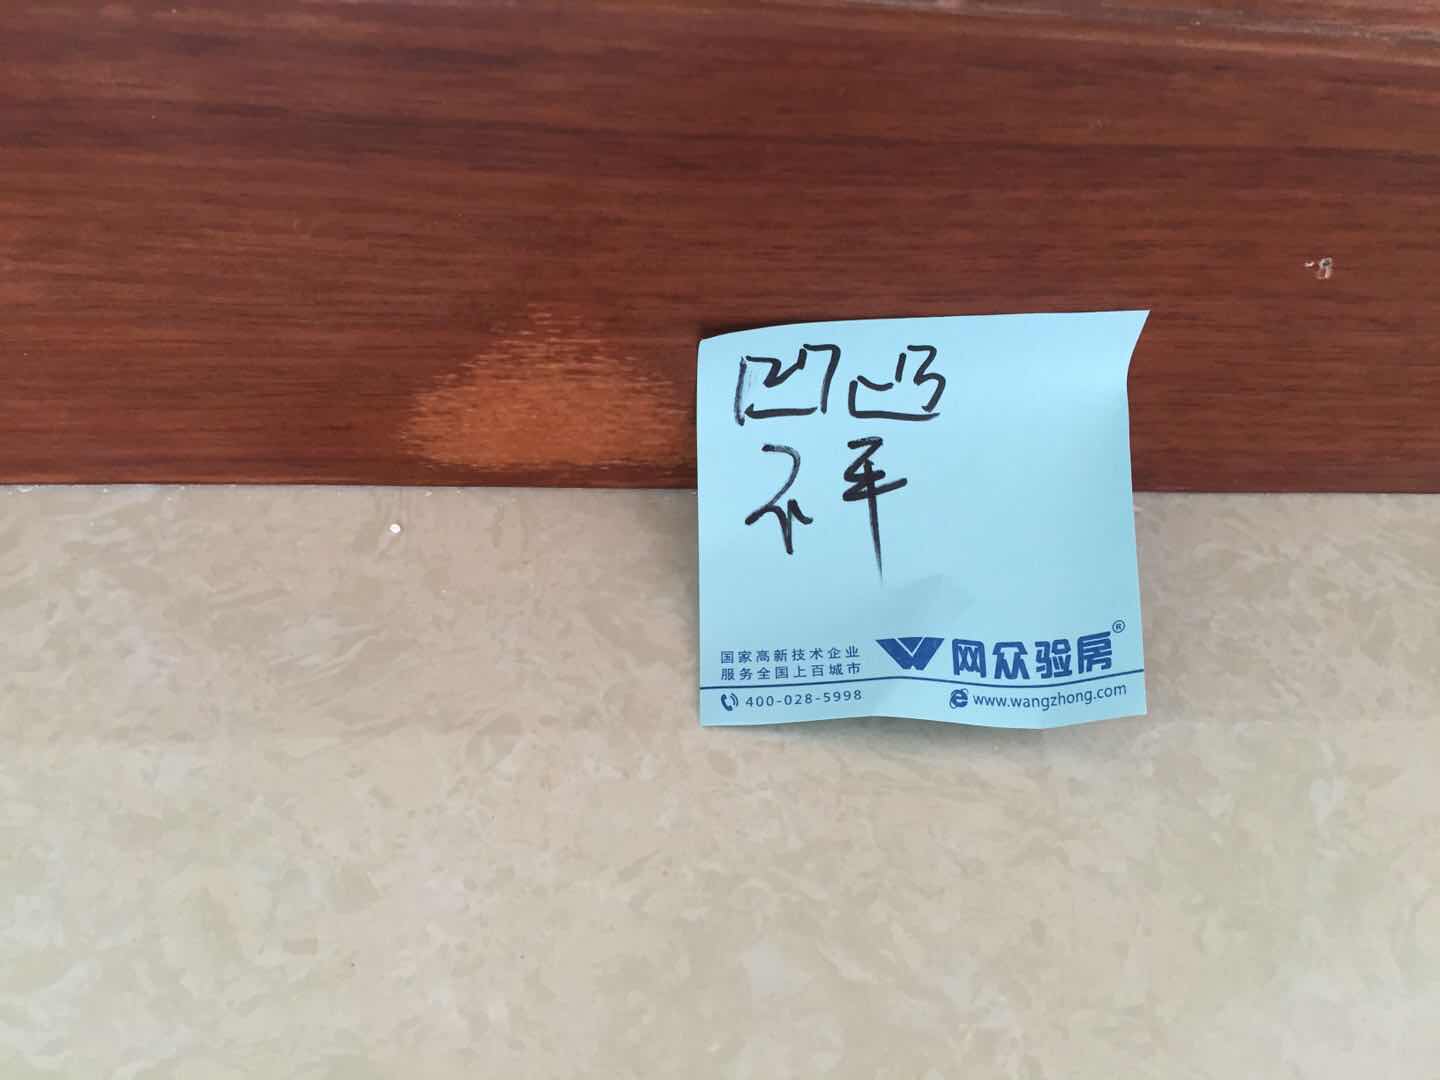 凹凸
不平
国家高新技术企业
服务全国上百城市
网众验房®
400-028-5998
www.wangzhong.com